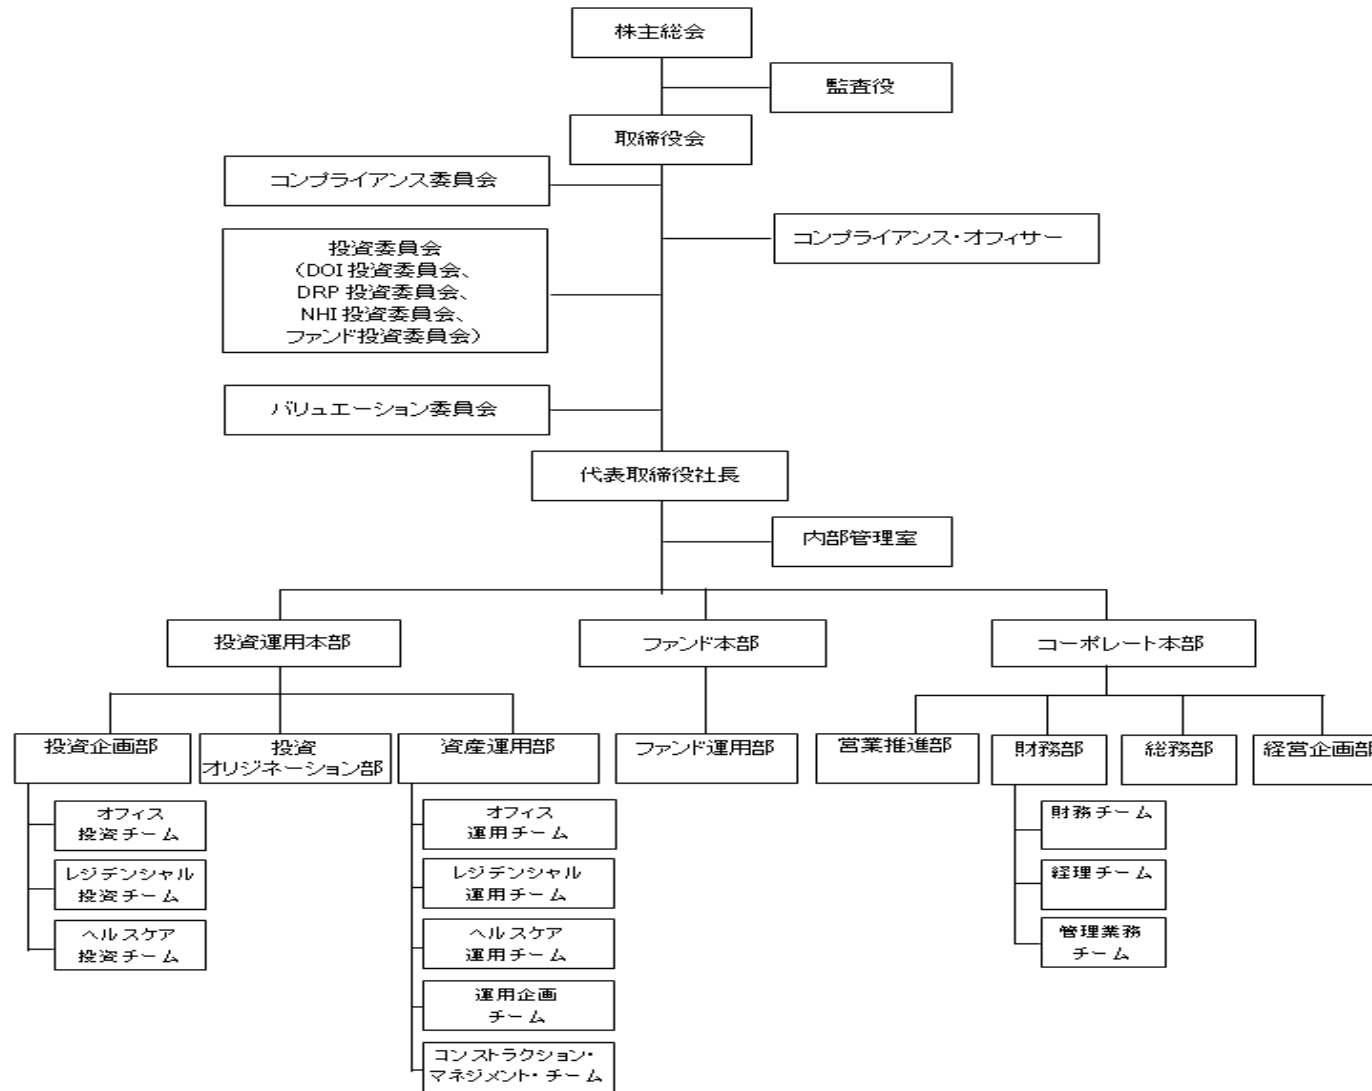 株主総会
監査役
取締役会
コンプライアンス委員会
コンプライアンス・オフィサー
投資委員会
（DOI 投資委員会、
DRP 投資委員会、
NHI 投資委員会、
ファンド投資委員会）
バリュエーション委員会
代表取締役社長
内部管理室
投資運用本部
ファンド本部
コーポレート本部
投資企画部
投資
オリジネーション部
資産運用部
ファンド運用部
営業推進部
財務部
総務部
経営企画部
オフィス
投資チーム
レジデンシャル
投資チーム
ヘルスケア
投資チーム
オフィス
運用チーム
レジデンシャル
運用チーム
ヘルスケア
運用チーム
運用企画
チーム
コンストラクション・
マネジメント・チーム
財務チーム
経理チーム
管理業務
チーム